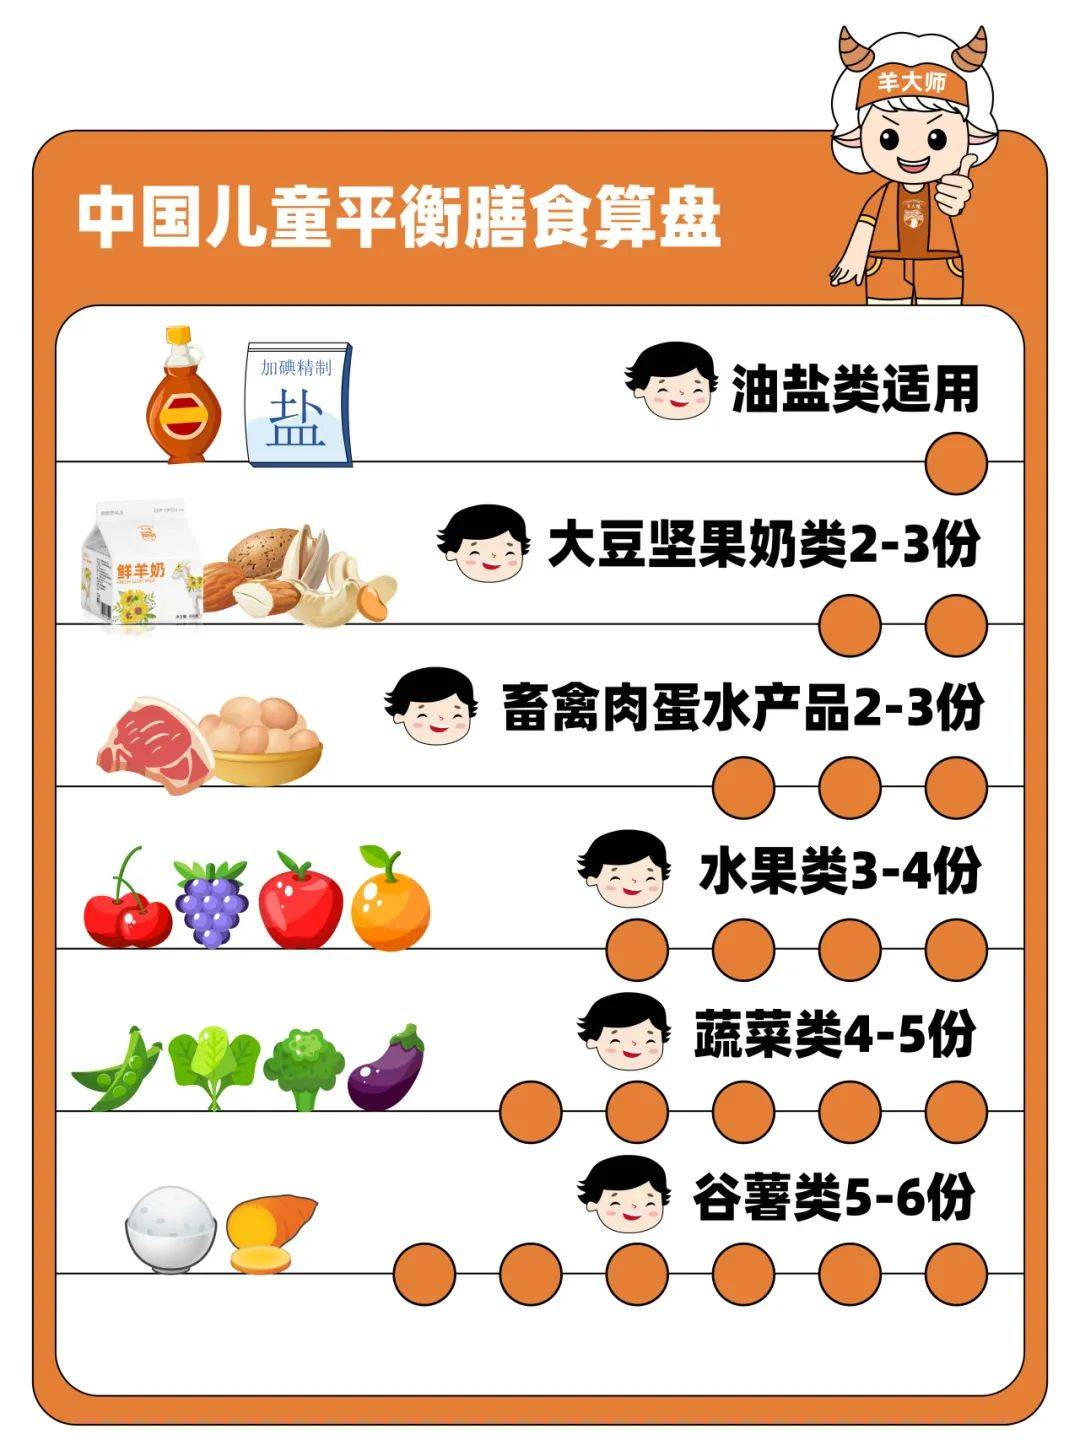 羊大师
中国儿童平衡膳食算盘
加碘精制
盐
油盐类适用
鲜羊奶
大豆坚果奶类2-3份
畜禽肉蛋水产品2-3份
水果类3-4份
蔬菜类4-5份
谷薯类5-6份